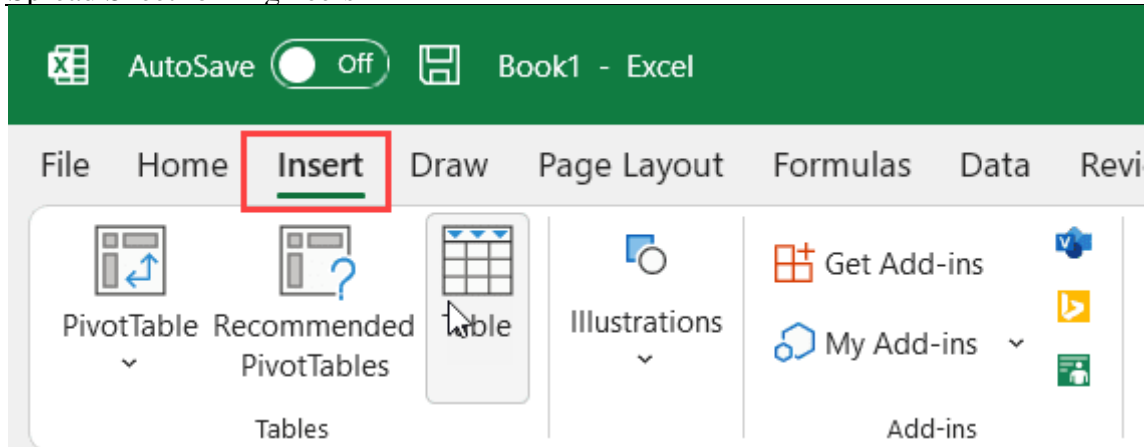 AutoSave Off Book1 - Excel
File Home Insert Draw Page Layout Formulas Data Revi
PivotTable Recommended PivotTables Table
Illustrations
Get Add-ins
My Add-ins
Tables
Add-ins